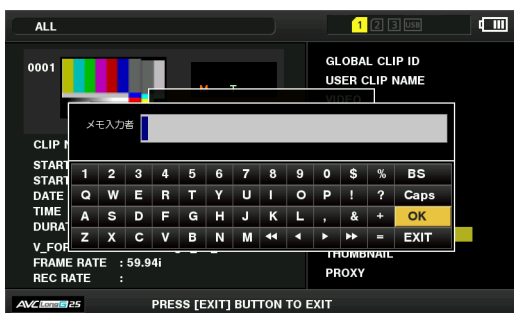 ALL
1 2 3 USB
0001
GLOBAL CLIP ID
USER CLIP NAME
VIDEO
メモ入力者
CLIP
START
START
DATE
TIME
DURA
V_FOR
FRAME RATE : 59.94i
REC RATE :
1 2 3 4 5 6 7 8 9 0 $ % BS
Q W E R T Y U I O P ! ? Caps
A S D F G H J K L , & + OK
Z X C V B N M ◀◀ ◀ ▶ ▶▶ = EXIT
THUMBNAIL
PROXY
AVC LongG 25
PRESS [EXIT] BUTTON TO EXIT